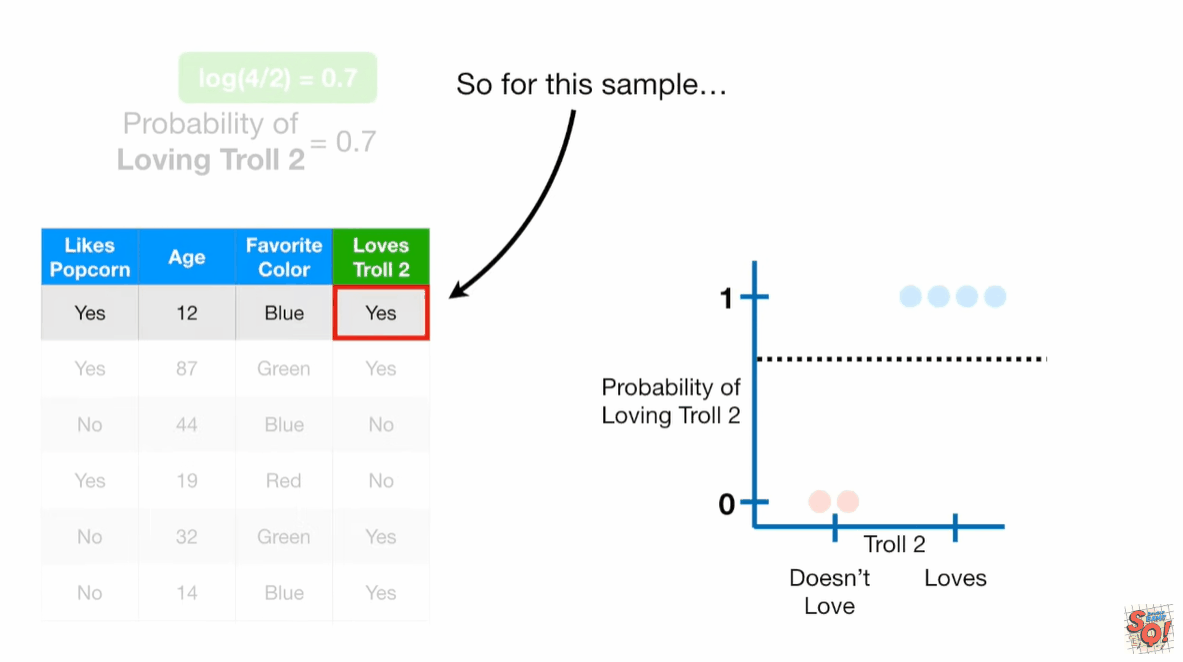 log(4/2) = 0.7
Probability of
Loving Troll 2
= 0.7
So for this sample…
Likes Popcorn Age Favorite Color Loves Troll 2
Yes 12 Blue Yes
Yes 87 Green Yes
No 44 Blue No
Yes 19 Red No
No 32 Green Yes
No 14 Blue Yes
1
Probability of
Loving Troll 2
0
Troll 2
Doesn’t
Love
Loves
SQ!